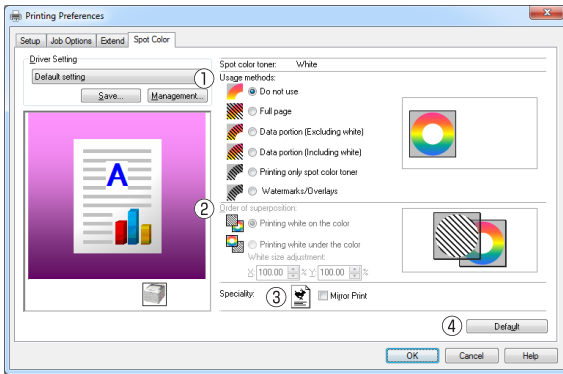 Printing Preferences
Setup Job Options Extend Spot Color
Driver Setting
Default setting
Save... Management...
A
Spot color toner: White
① Usage methods:
Do not use
Full page
Data portion (Excluding white)
Data portion (Including white)
Printing only spot color toner
Watermarks/Overlays
② Order of superposition:
Printing white on the color
Printing white under the color
White size adjustment:
X: 100.00 % Y: 100.00 %
Speciality: ③ Mirror Print
④ Default
OK Cancel Help